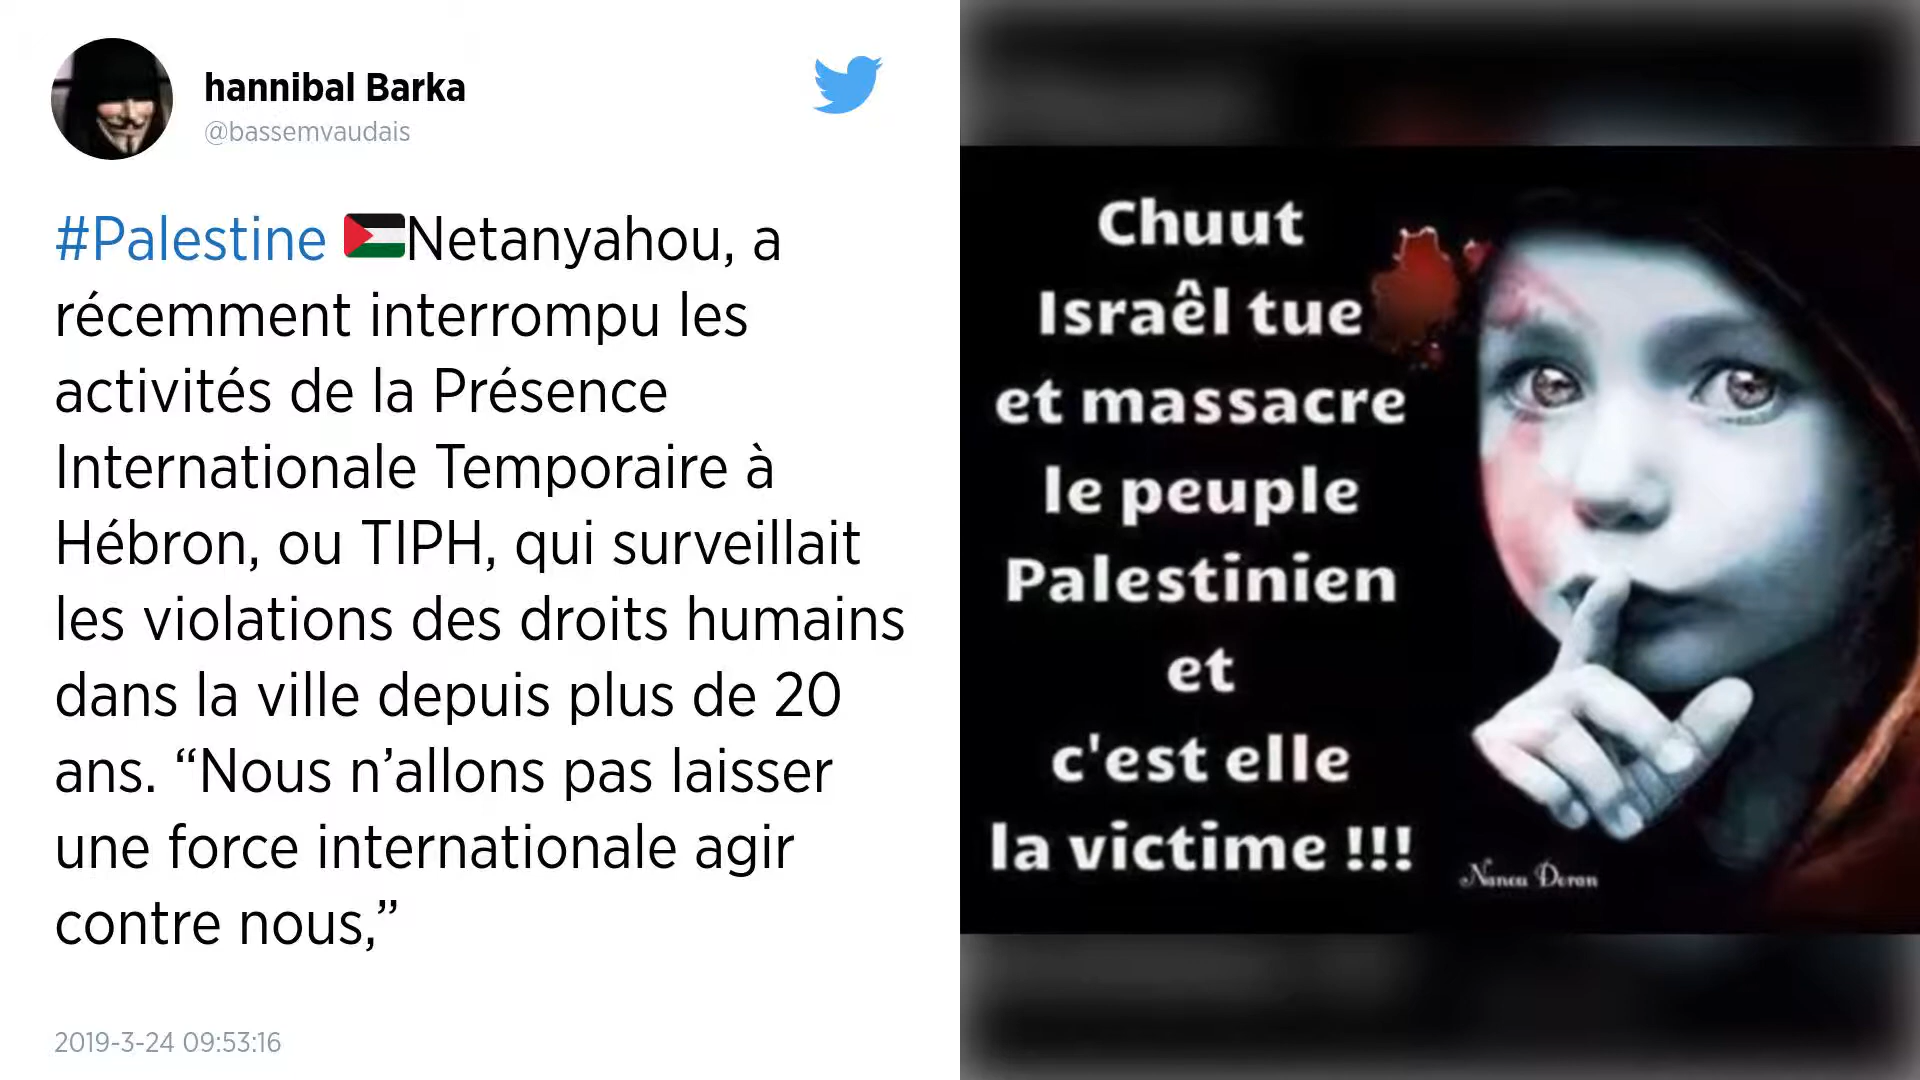 hannibal Barka
@bassemvaudais
#Palestine 🇵🇸Netanyahou, a
récemment interrompu les
activités de la Présence
Internationale Temporaire à
Hébron, ou TIPH, qui surveillait
les violations des droits humains
dans la ville depuis plus de 20
ans. “Nous n’allons pas laisser
une force internationale agir
contre nous,”
2019-3-24 09:53:16
Chuut
Israêl tue
et massacre
le peuple
Palestinien
et
c'est elle
la victime !!!